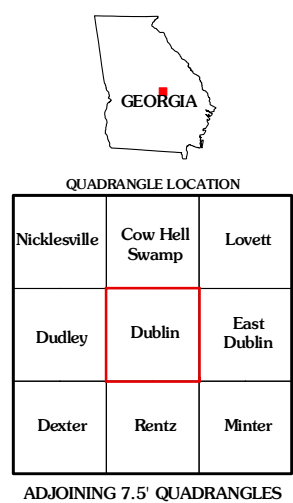 GEORGIA
QUADRANGLE LOCATION
Nicklesville
Cow Hell
Swamp
Lovett
Dudley
Dublin
East
Dublin
Dexter
Rentz
Minter
ADJOINING 7.5' QUADRANGLES